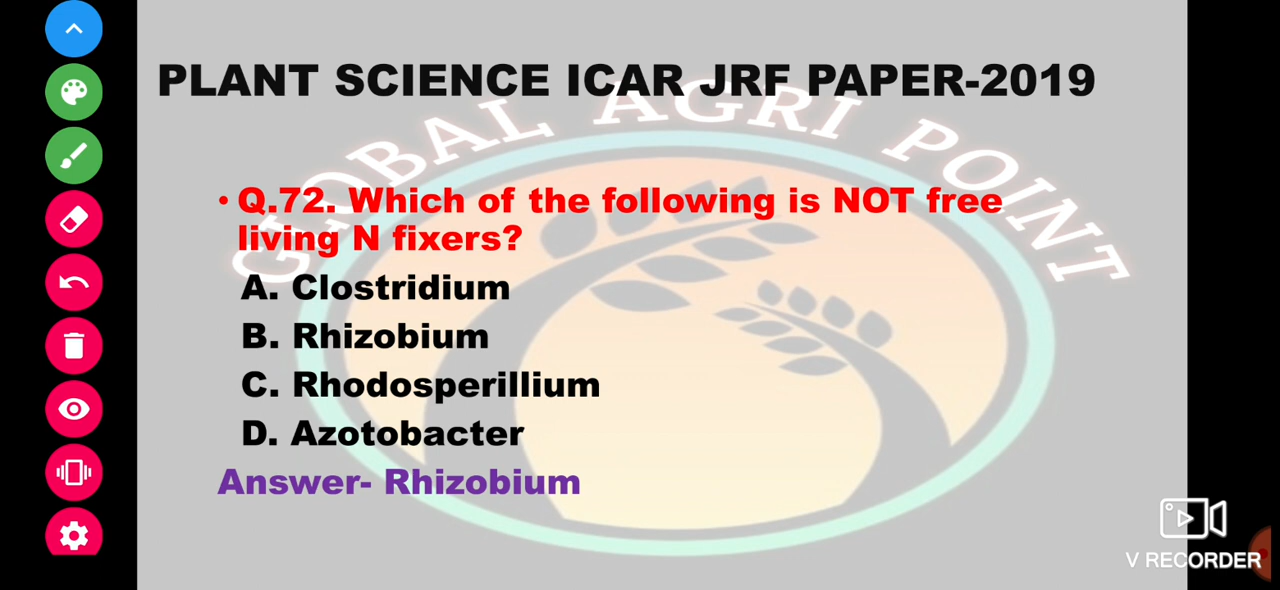 PLANT SCIENCE ICAR JRF PAPER-2019
GLOBAL AGRI POINT
• Q.72. Which of the following is NOT free
living N fixers?
A. Clostridium
B. Rhizobium
C. Rhodosperillium
D. Azotobacter
Answer- Rhizobium
V RECORDER